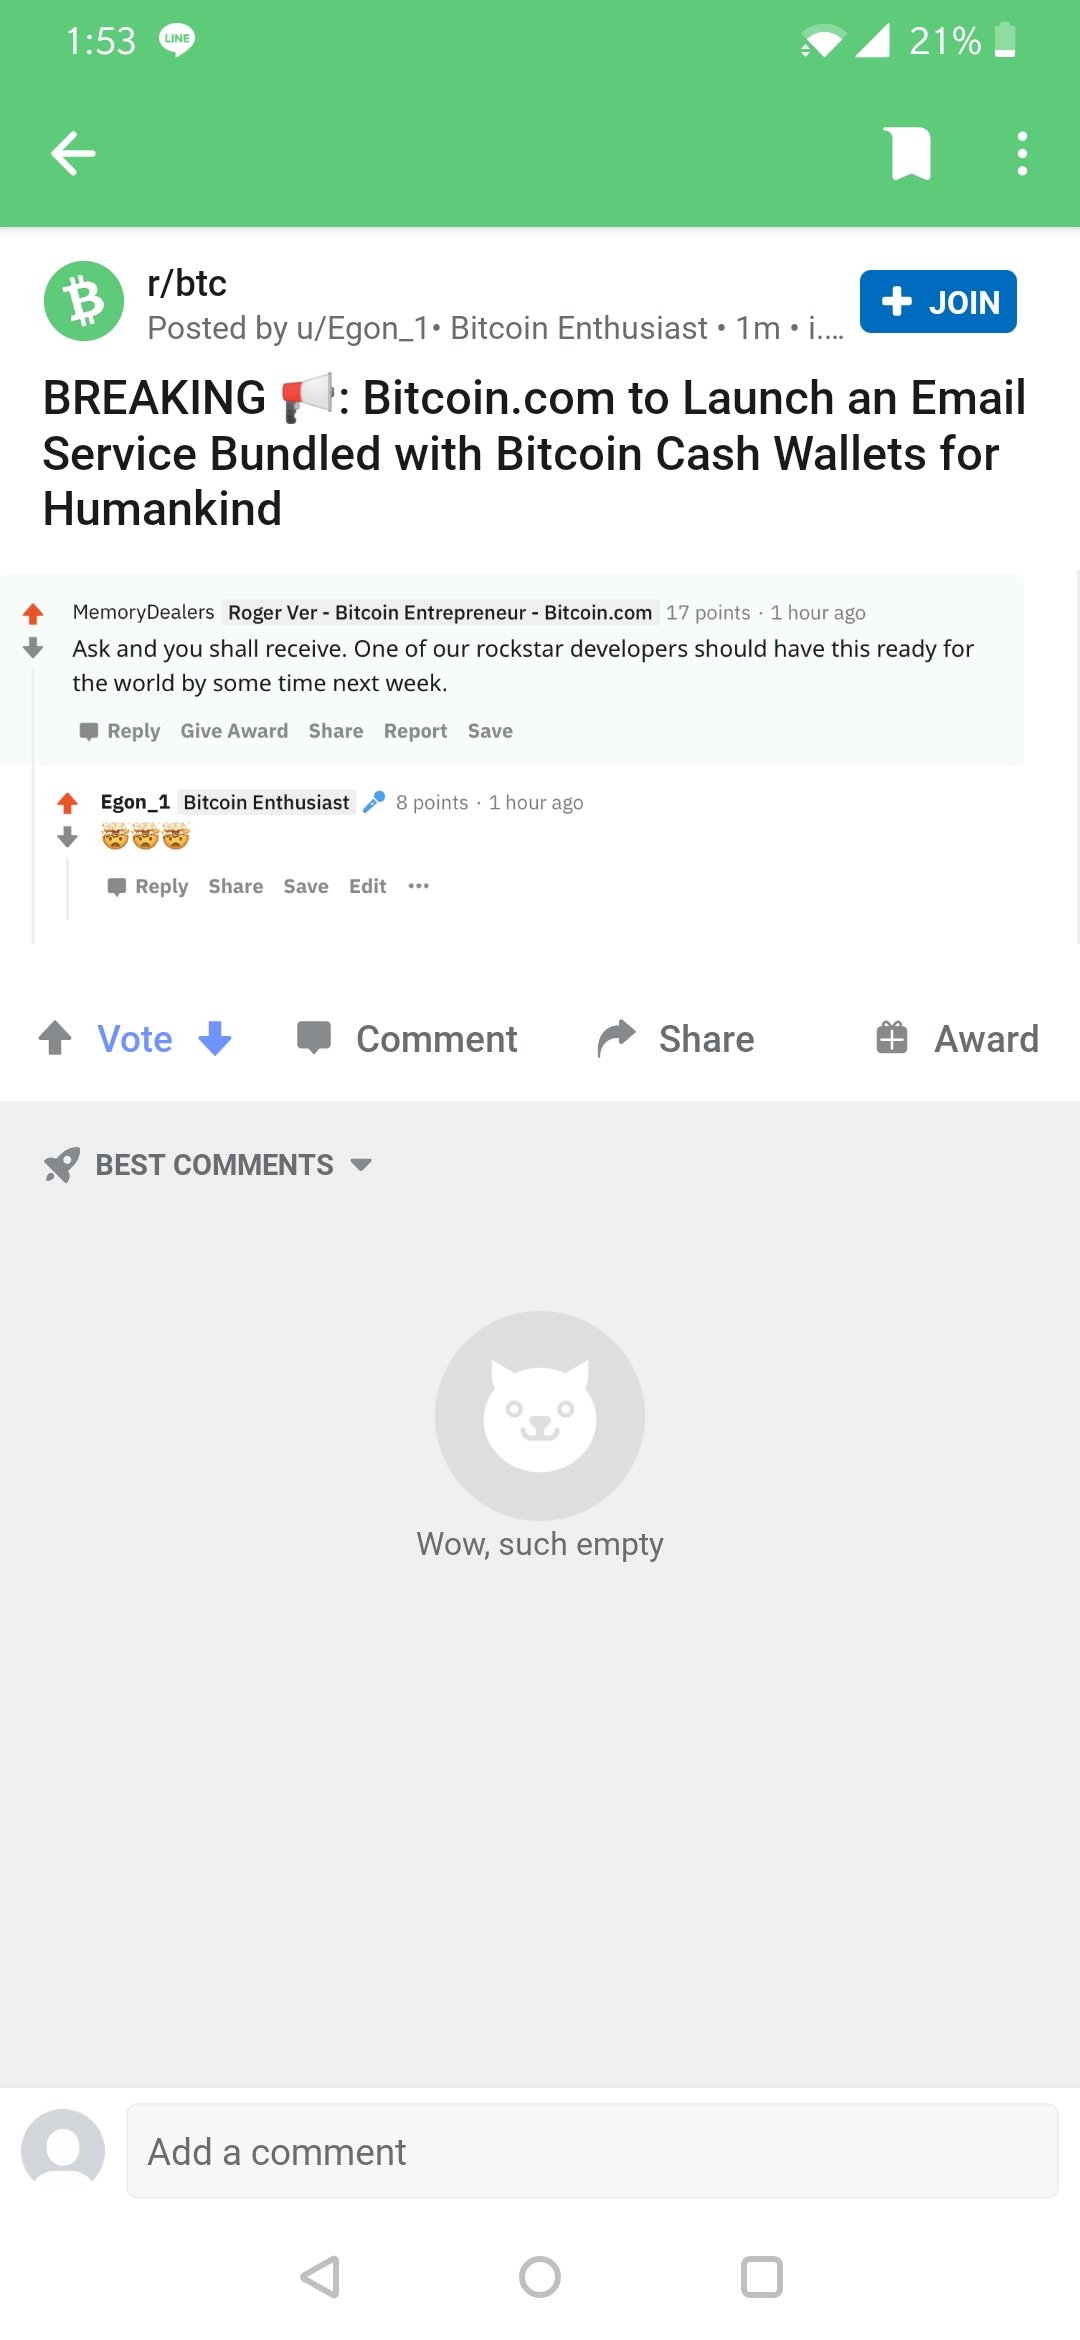 1:53 LINE 21%
r/btc
Posted by u/Egon_1• Bitcoin Enthusiast • 1m • i....
+ JOIN
BREAKING 📢: Bitcoin.com to Launch an Email
Service Bundled with Bitcoin Cash Wallets for
Humankind
MemoryDealers Roger Ver - Bitcoin Entrepreneur - Bitcoin.com 17 points · 1 hour ago
Ask and you shall receive. One of our rockstar developers should have this ready for
the world by some time next week.
Reply Give Award Share Report Save
Egon_1 Bitcoin Enthusiast 🎤 8 points · 1 hour ago
🤯🤯🤯
Reply Share Save Edit ···
Vote Comment Share Award
BEST COMMENTS
Wow, such empty
Add a comment